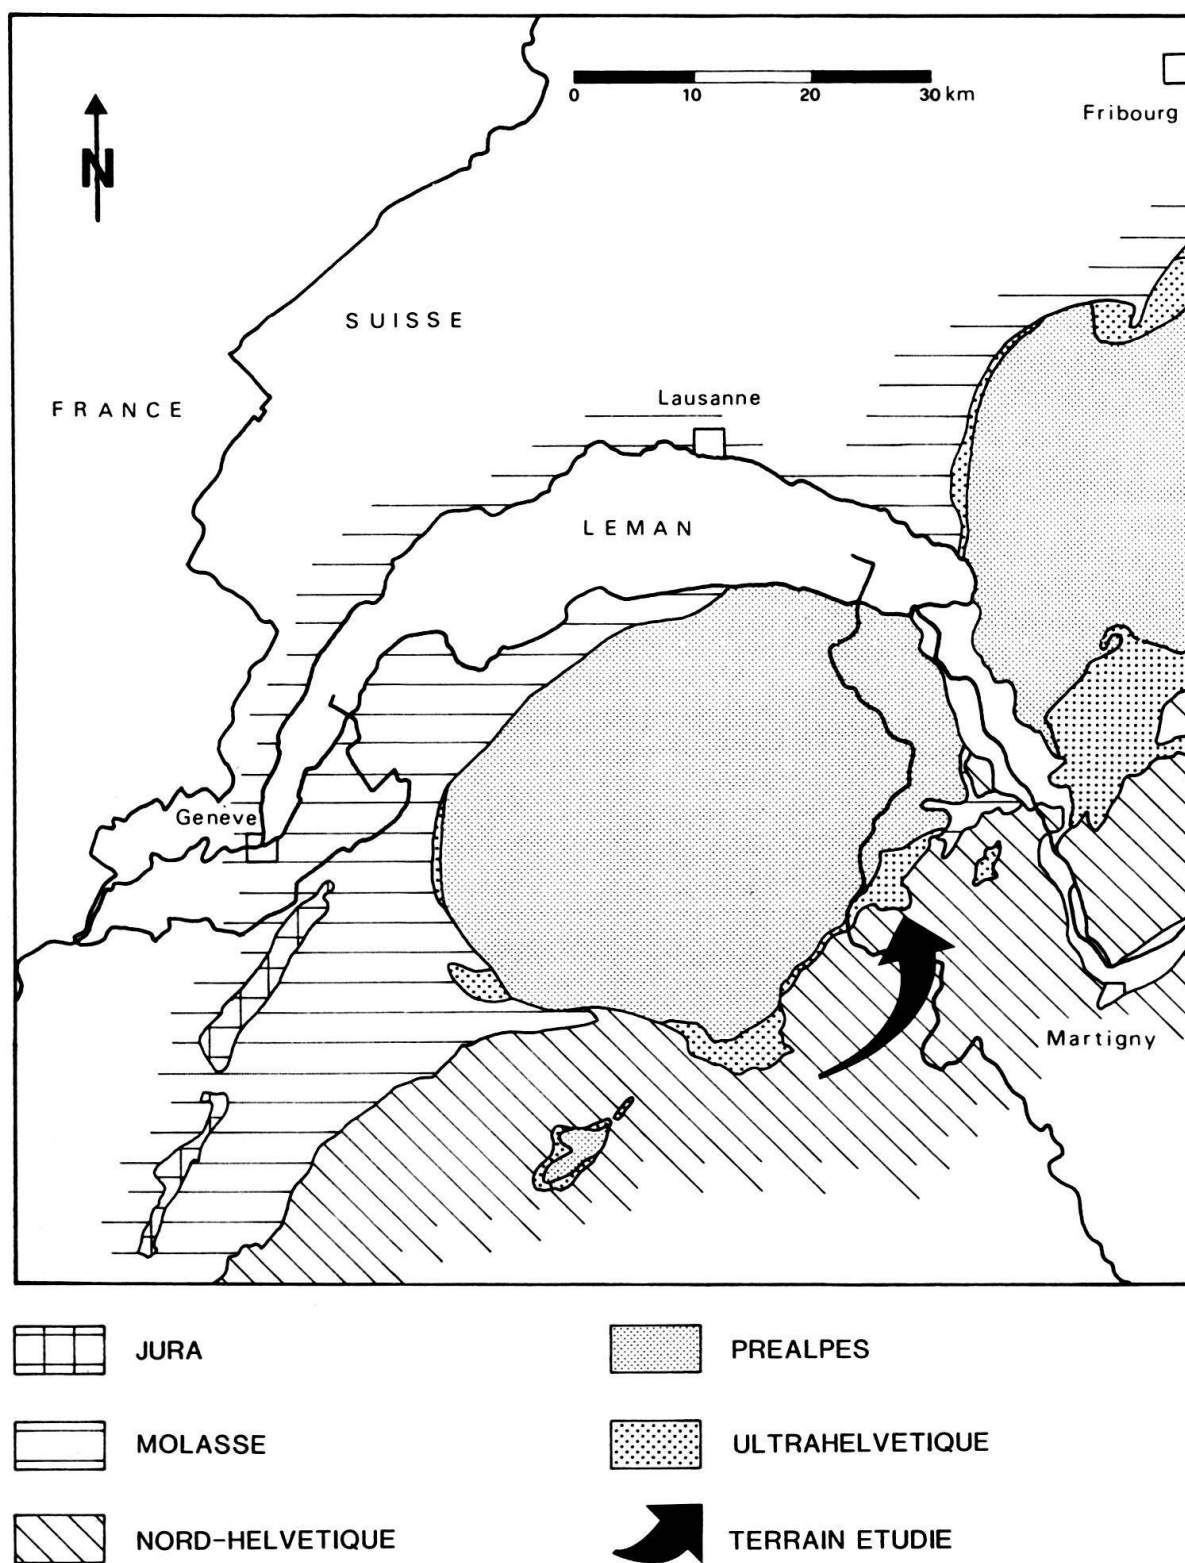 0 10 20 30 km
Fribourg
N
SUISSE
FRANCE
Lausanne
LEMAN
Genève
Martigny
JURA
PREALPES
MOLASSE
ULTRAHELVETIQUE
NORD-HELVETIQUE
TERRAIN ETUDIE